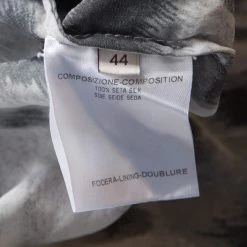 44
COMPOSIZIONE-COMPOSITION
100% SETA SILK
SOIE SEIDE SEDA
FODERA-LINING-DOUBLURE